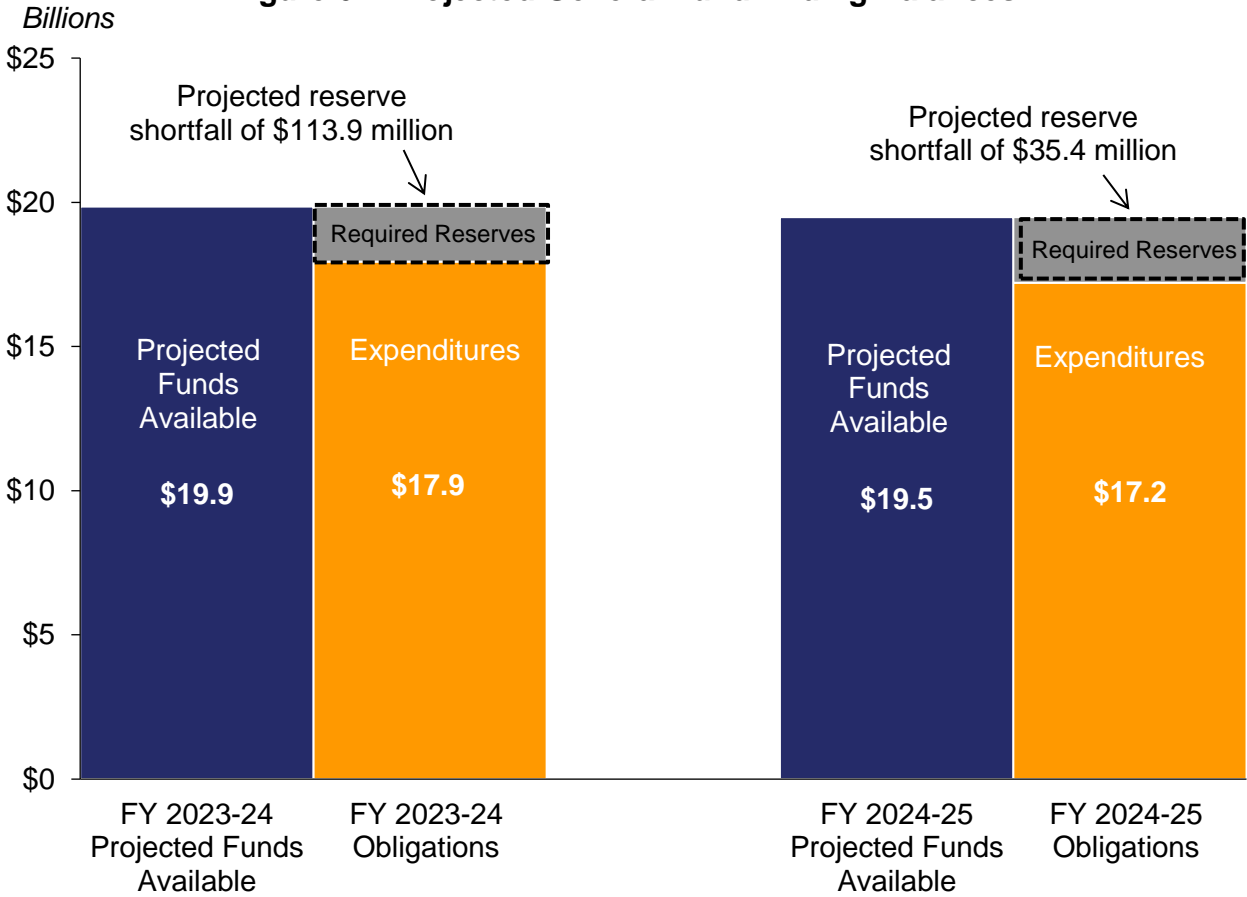 Billions
$25
$20
$15
$10
$5
$0
Projected reserve
shortfall of $113.9 million
Projected reserve
shortfall of $35.4 million
Required Reserves
Required Reserves
Projected
Funds
Available
$19.9
Expenditures
$17.9
Projected
Funds
Available
$19.5
Expenditures
$17.2
FY 2023-24
Projected Funds
Available
FY 2023-24
Obligations
FY 2024-25
Projected Funds
Available
FY 2024-25
Obligations